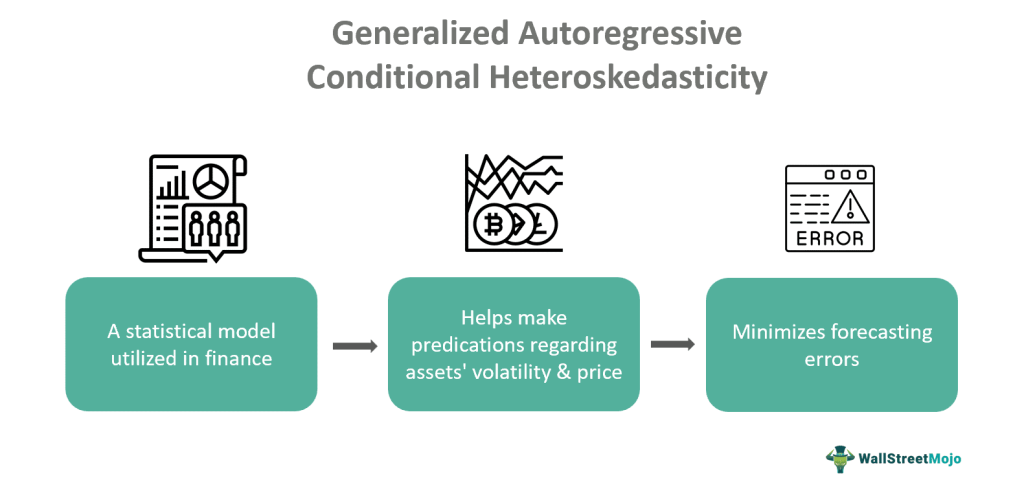 Generalized Autoregressive
Conditional Heteroskedasticity
ERROR
A statistical model
utilized in finance
Helps make
predications regarding
assets' volatility & price
Minimizes forecasting
errors
WallStreetMojo